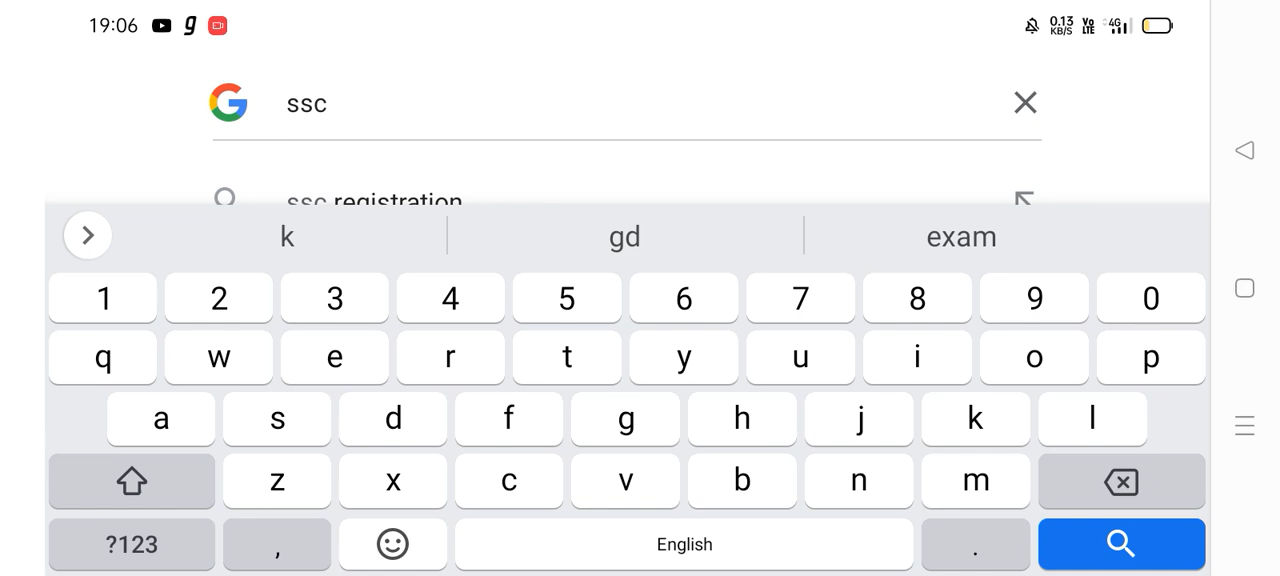 19:06 g 0.13 KB/S Vo LTE 4G
ssc
ssc registration
k gd exam
1 2 3 4 5 6 7 8 9 0
q w e r t y u i o p
a s d f g h j k l
z x c v b n m
?123 , English .